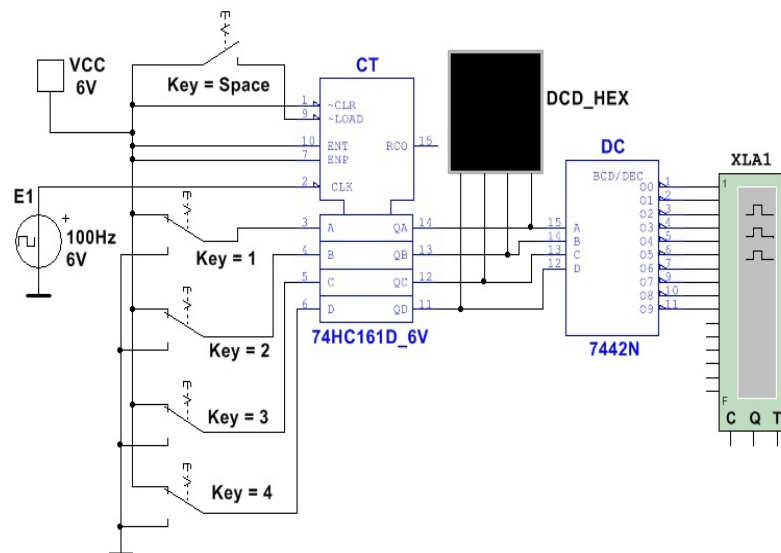 VCC
6V
Key = Space
CT
1
~CLR
9
~LOAD
10
ENT
RCO
15
7
ENP
2
CLK
DCD_HEX
DC
BCD/DEC
XLA1
E1
100Hz
6V
Key = 1
3
A
QA
14
4
B
QB
13
5
C
QC
12
6
D
QD
11
74HC161D_6V
15
A
14
B
13
C
12
D
O0
1
O1
2
O2
3
O3
4
O4
5
O5
6
O6
7
O7
9
O8
10
O9
11
7442N
1
F
C Q T
Key = 2
Key = 3
Key = 4